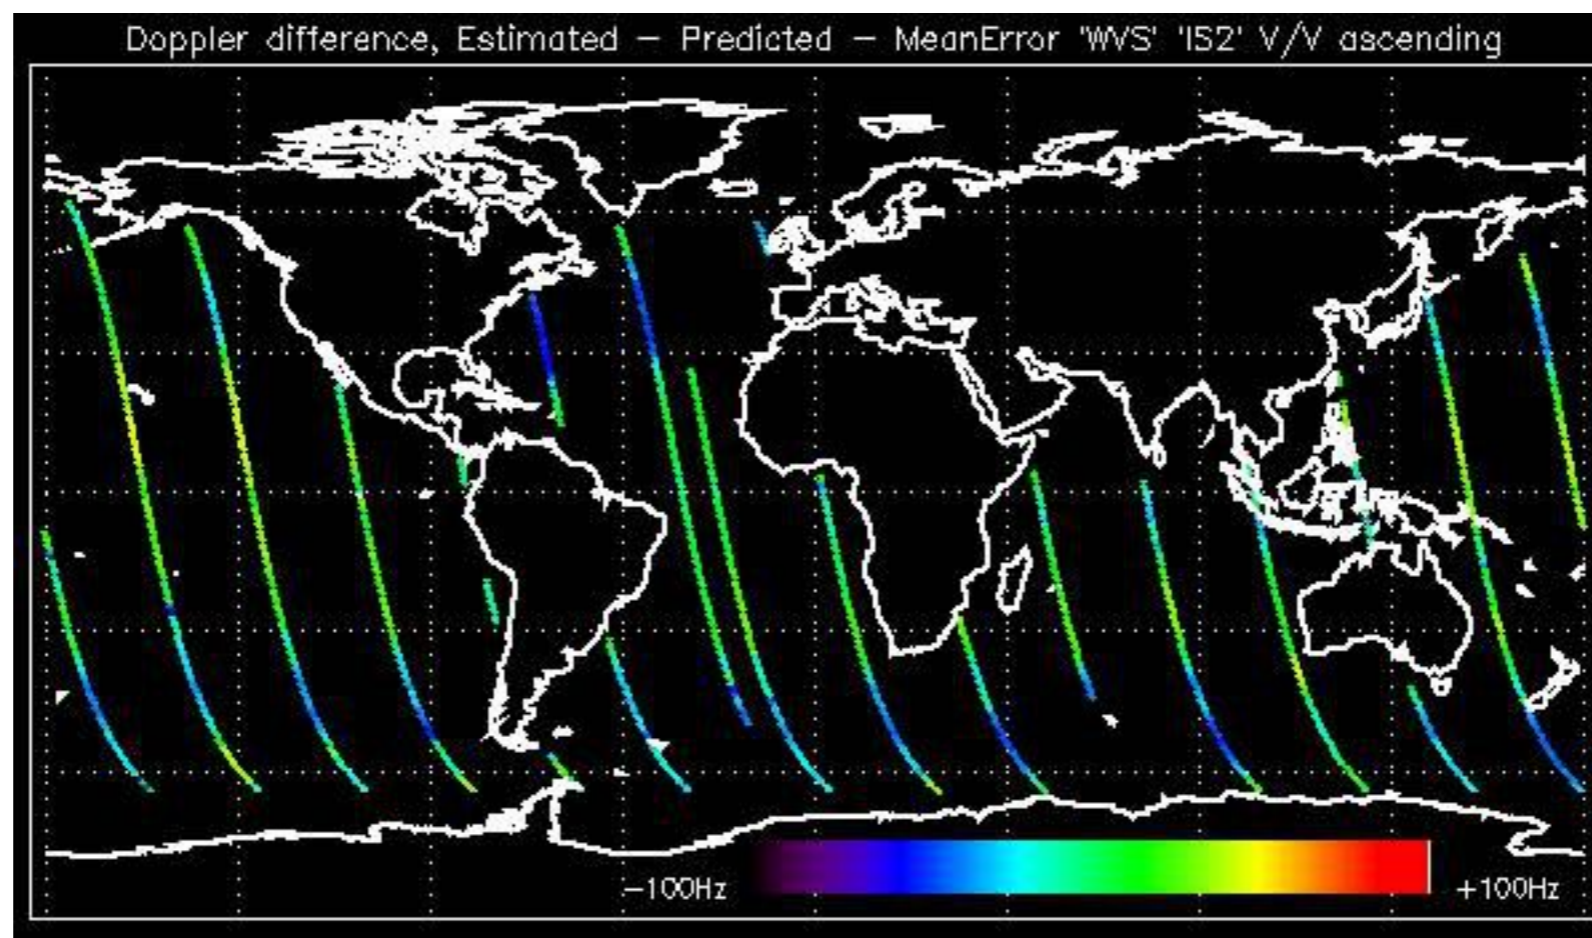 Doppler difference, Estimated – Predicted – MeanError 'WVS' 'IS2' V/V ascending
−100Hz +100Hz